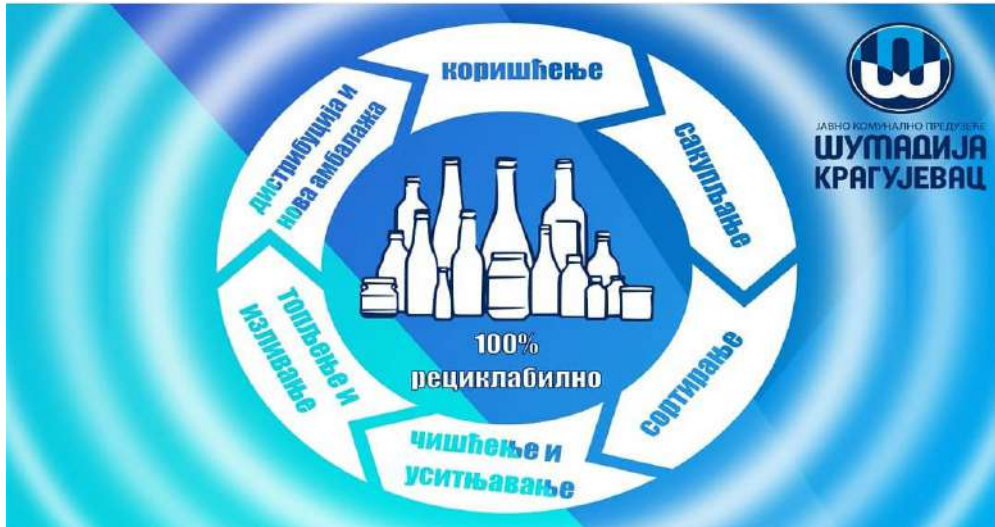 коришћење
сакупљање
сортирање
чишћење и
уситњавање
топљење и
изливање
дистрибуција и
нова амбалажа
100%
рециклабилно
ЈАВНО КОМУНАЛНО ПРЕДУЗЕЋЕ
ШУМАДИЈА
КРАГУЈЕВАЦ